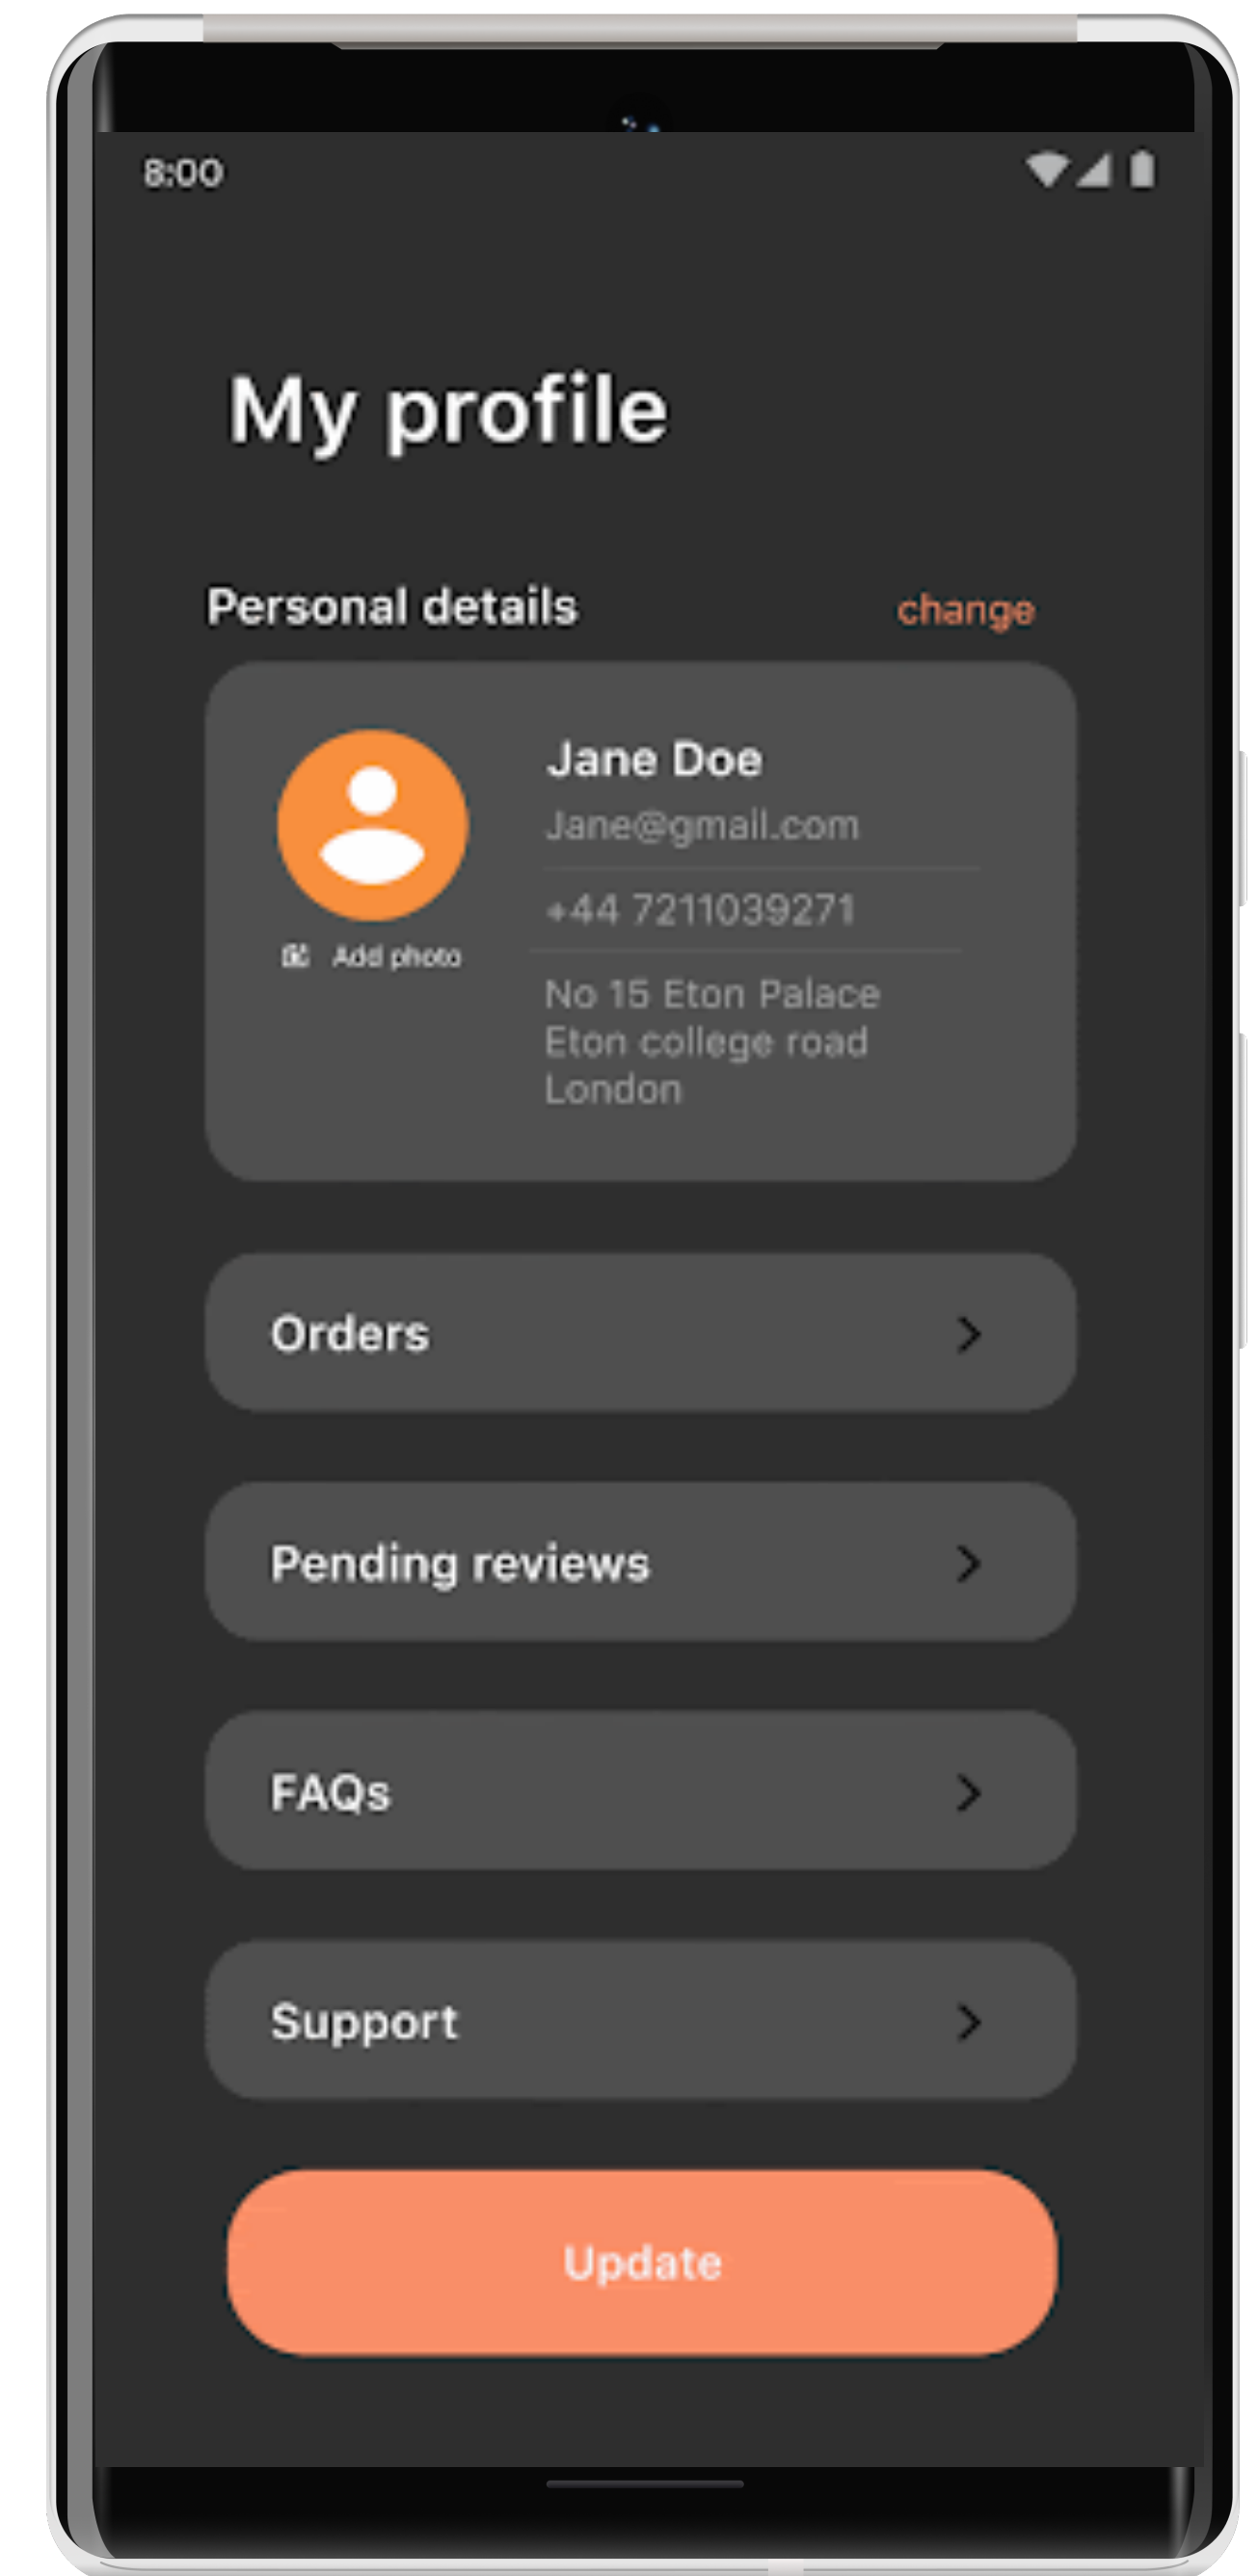 8:00
My profile
Personal details
change
Jane Doe
Jane@gmail.com
+44 7211039271
Add photo
No 15 Eton Palace
Eton college road
London
Orders
Pending reviews
FAQs
Support
Update